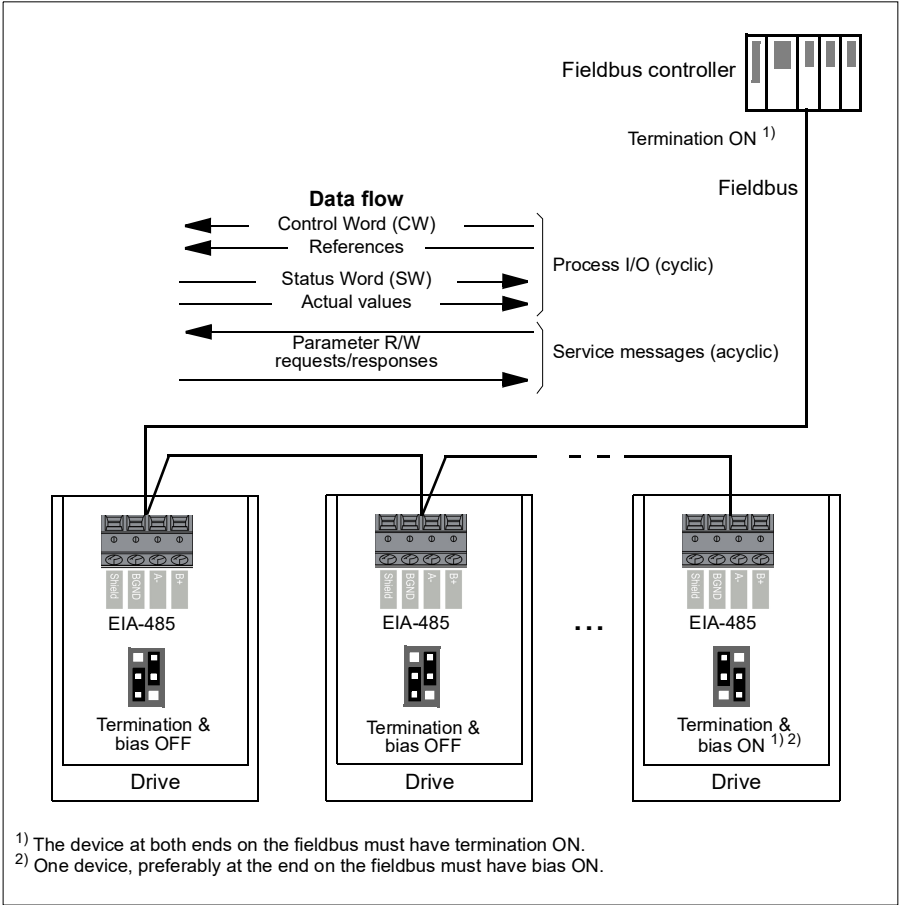 Fieldbus controller
Termination ON 1)
Fieldbus
Data flow
Control Word (CW)
References
Status Word (SW)
Actual values
Process I/O (cyclic)
Parameter R/W
requests/responses
Service messages (acyclic)
Shield
BGND
A-
B+
EIA-485
Termination &
bias OFF
Drive
Shield
BGND
A-
B+
EIA-485
Termination &
bias OFF
Drive
...
Shield
BGND
A-
B+
EIA-485
Termination &
bias ON 1) 2)
Drive
1) The device at both ends on the fieldbus must have termination ON.
2) One device, preferably at the end on the fieldbus must have bias ON.